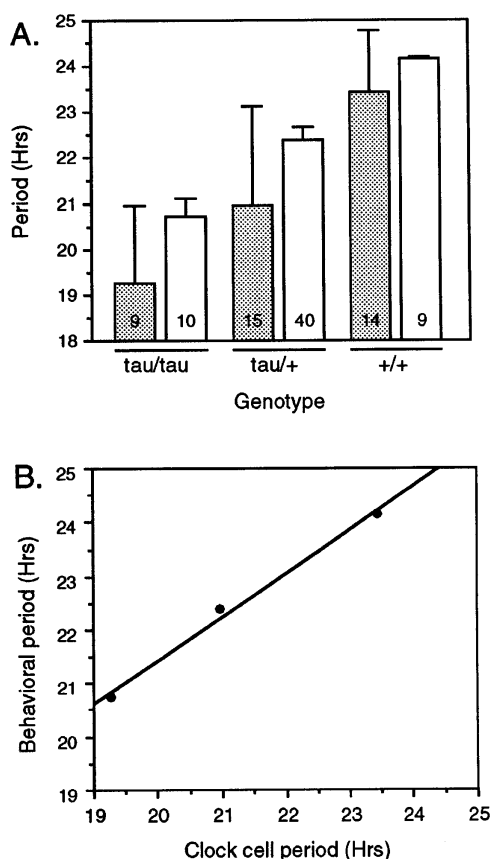 A.
25
24
23
22
21
20
19
18
Period (Hrs)
9
10
15
40
14
9
tau/tau
tau/+
+/+
Genotype
B.
25
24
23
22
21
20
19
Behavioral period (Hrs)
19 20 21 22 23 24 25
Clock cell period (Hrs)